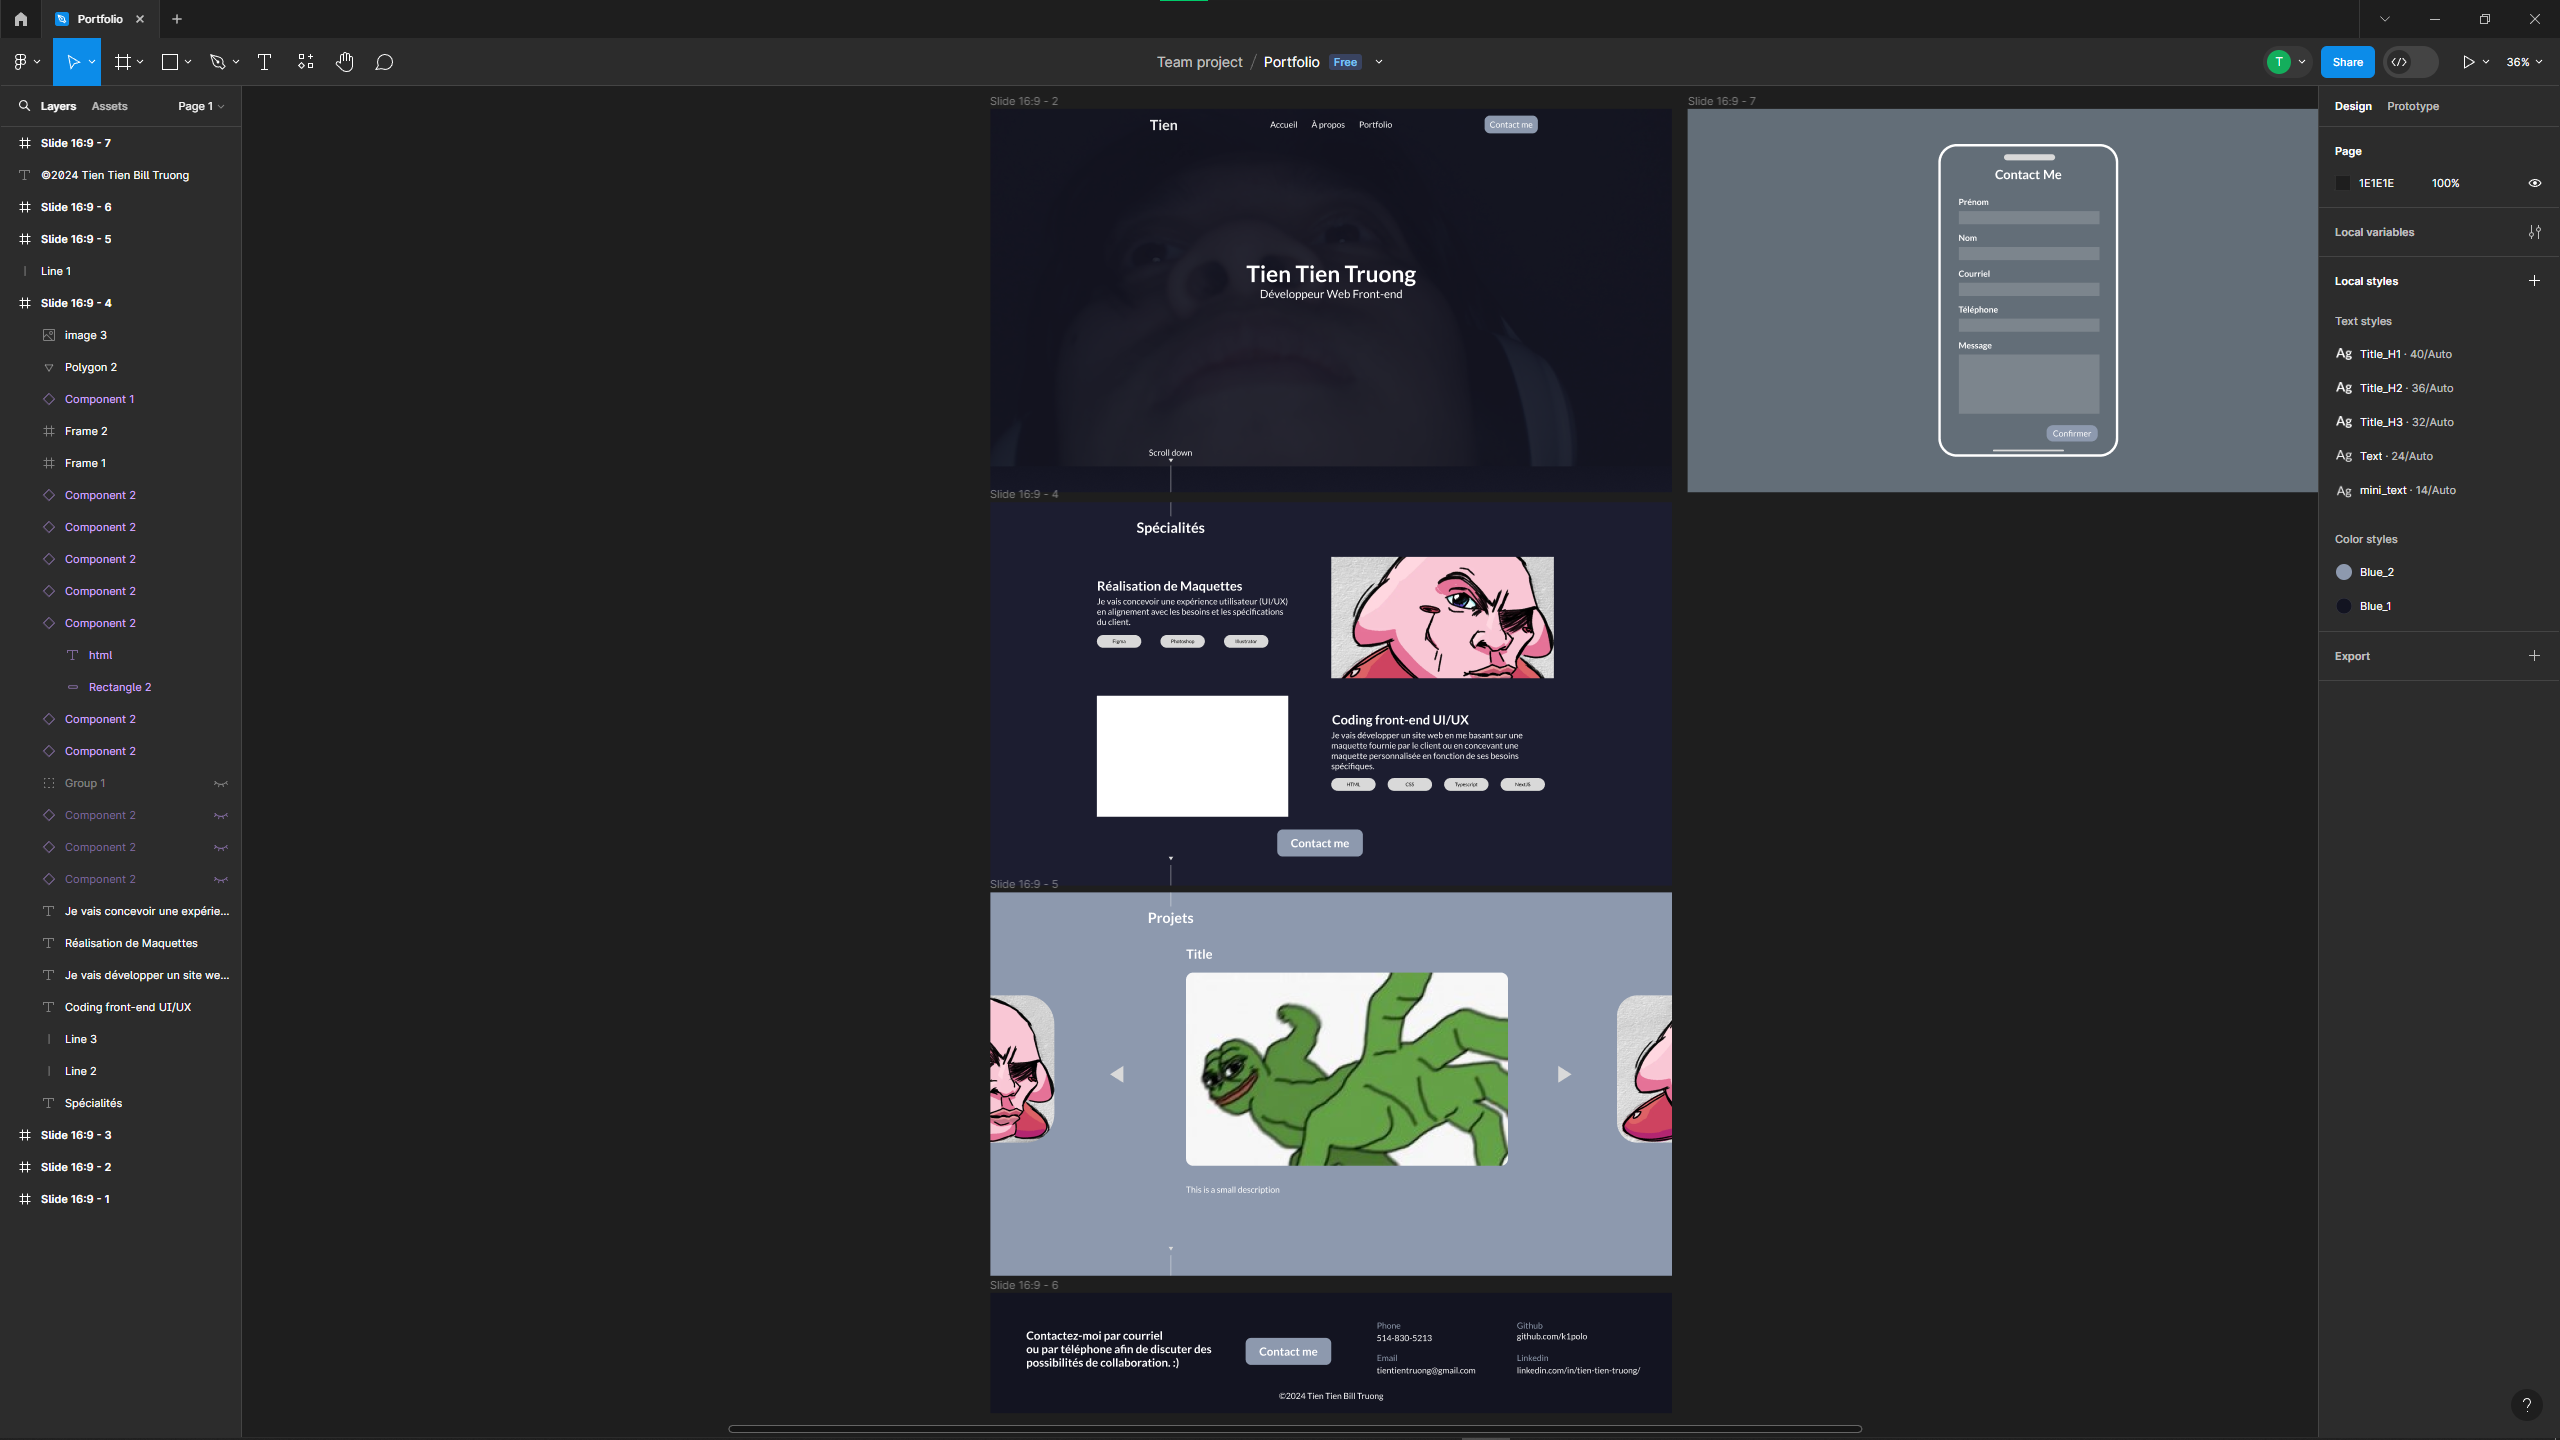 Portfolio
Team project / Portfolio Free
T
Share
36%
Layers Assets Page 1
Slide 16:9 - 7
©2024 Tien Tien Bill Truong
Slide 16:9 - 6
Slide 16:9 - 5
Line 1
Slide 16:9 - 4
image 3
Polygon 2
Component 1
Frame 2
Frame 1
Component 2
Component 2
Component 2
Component 2
Component 2
html
Rectangle 2
Component 2
Component 2
Group 1
Component 2
Component 2
Component 2
Je vais concevoir une expérie...
Réalisation de Maquettes
Je vais développer un site we...
Coding front-end UI/UX
Line 3
Line 2
Spécialités
Slide 16:9 - 3
Slide 16:9 - 2
Slide 16:9 - 1
Slide 16:9 - 2
Tien
Accueil À propos Portfolio
Contact me
Tien Tien Truong
Développeur Web Front-end
Scroll down
Slide 16:9 - 4
Spécialités
Réalisation de Maquettes
Je vais concevoir une expérience utilisateur (UI/UX)
en alignement avec les besoins et les spécifications
du client.
Figma Photoshop Illustrator
Coding front-end UI/UX
Je vais développer un site web en me basant sur une
maquette fournie par le client ou en concevant une
maquette personnalisée en fonction de ses besoins
spécifiques.
HTML CSS Typescript NextJS
Contact me
Slide 16:9 - 5
Projets
Title
This is a small description
Slide 16:9 - 6
Contactez-moi par courriel
ou par téléphone afin de discuter des
possibilités de collaboration. :)
Contact me
Phone
514-830-5213
Email
tientientruong@gmail.com
Github
github.com/k1polo
Linkedin
linkedin.com/in/tien-tien-truong/
©2024 Tien Tien Bill Truong
Slide 16:9 - 7
Contact Me
Prénom
Nom
Courriel
Téléphone
Message
Confirmer
Design Prototype
Page
1E1E1E 100%
Local variables
Local styles
Text styles
Ag Title_H1 · 40/Auto
Ag Title_H2 · 36/Auto
Ag Title_H3 · 32/Auto
Ag Text · 24/Auto
Ag mini_text · 14/Auto
Color styles
Blue_2
Blue_1
Export
?